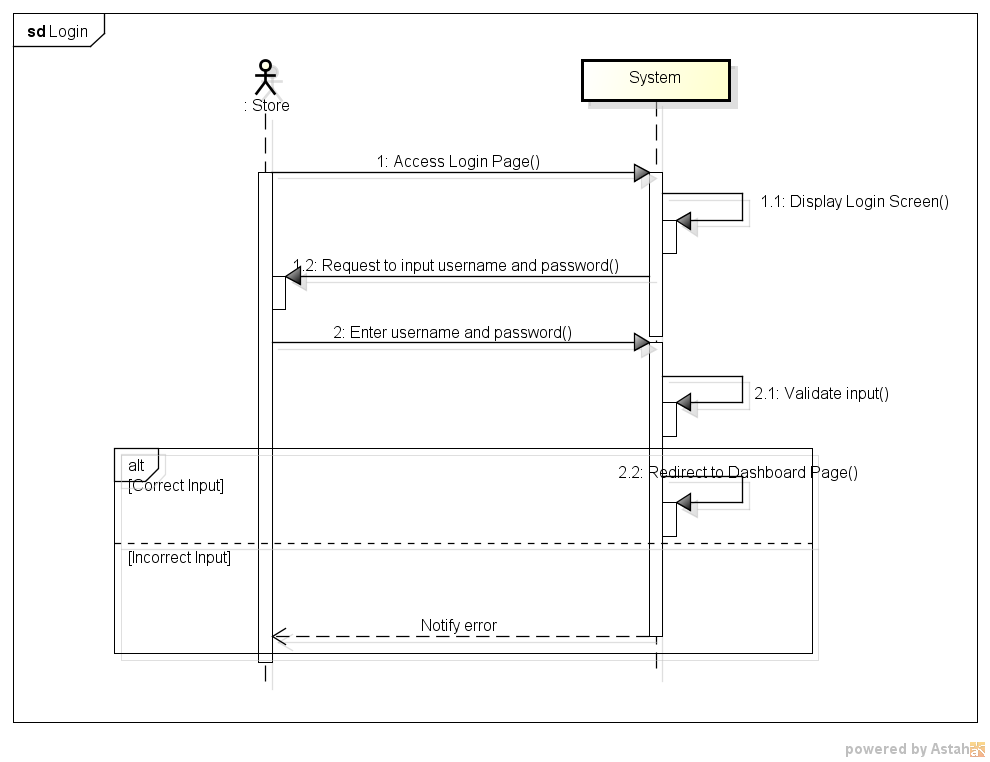 sd Login
: Store
System
1: Access Login Page()
1.1: Display Login Screen()
1.2: Request to input username and password()
2: Enter username and password()
2.1: Validate input()
alt
2.2: Redirect to Dashboard Page()
[Correct Input]
[Incorrect Input]
Notify error
powered by Astah